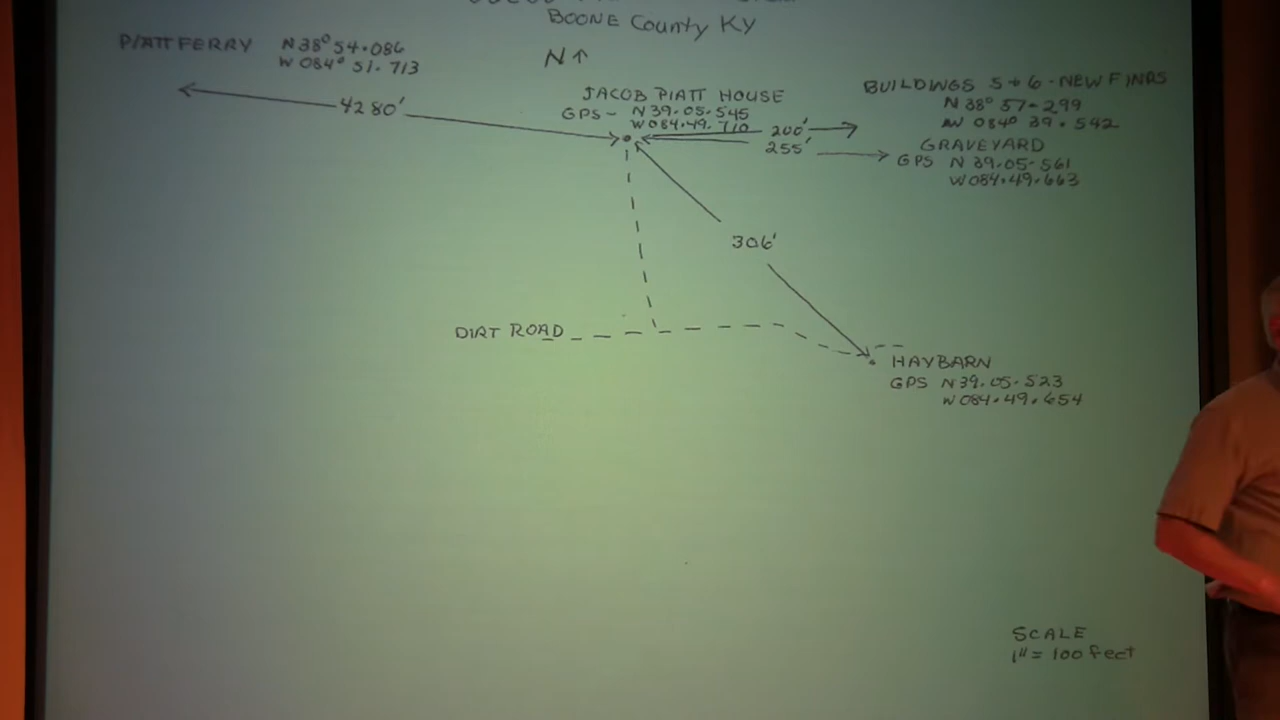 BOONE County KY
PIATT FERRY N 38° 54.086
W 084° 51.713
N ↑
4280'
JACOB PIATT HOUSE
GPS - N 39.05.545
W 084.49.710
200'
255'
BUILDINGS 5 + 6 - NEW FINDS
N 38° 57-299
W 084° 39.542
GRAVEYARD
GPS N 39.05-561
W 084.49.663
306'
DIRT ROAD
HAYBARN
GPS N 39.05.523
W 084.49.654
SCALE
1" = 100 feet